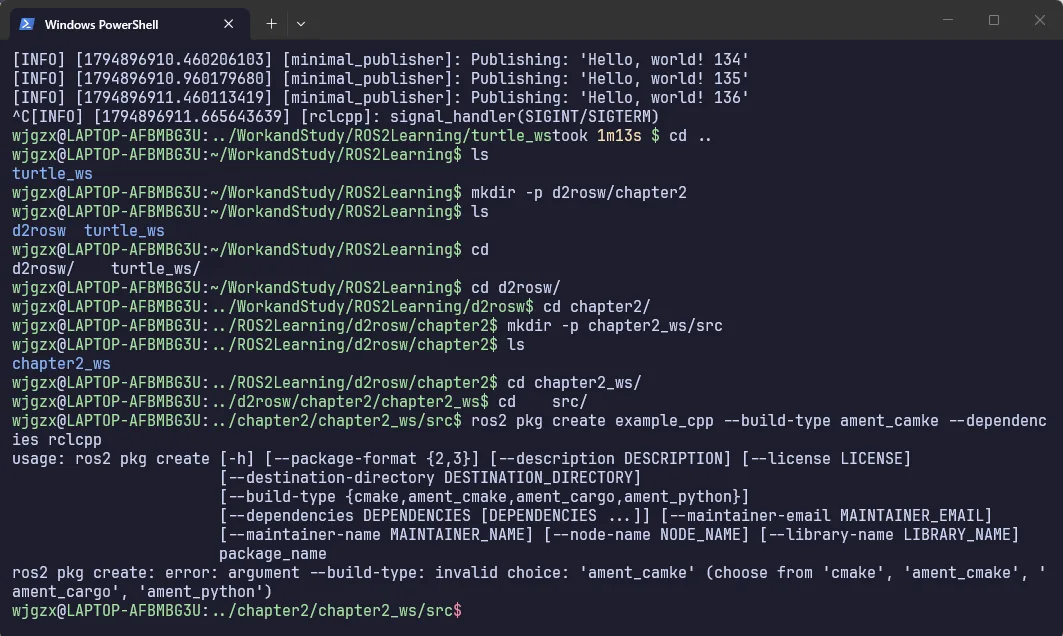 Windows PowerShell
[INFO] [1794896910.460206103] [minimal_publisher]: Publishing: 'Hello, world! 134'
[INFO] [1794896910.960179680] [minimal_publisher]: Publishing: 'Hello, world! 135'
[INFO] [1794896911.460113419] [minimal_publisher]: Publishing: 'Hello, world! 136'
^C[INFO] [1794896911.665643639] [rclcpp]: signal_handler(SIGINT/SIGTERM)
wjgzx@LAPTOP-AFBMBG3U:../WorkandStudy/ROS2Learning/turtle_wstook 1m13s $ cd ..
wjgzx@LAPTOP-AFBMBG3U:~/WorkandStudy/ROS2Learning$ ls
turtle_ws
wjgzx@LAPTOP-AFBMBG3U:~/WorkandStudy/ROS2Learning$ mkdir -p d2rosw/chapter2
wjgzx@LAPTOP-AFBMBG3U:~/WorkandStudy/ROS2Learning$ ls
d2rosw  turtle_ws
wjgzx@LAPTOP-AFBMBG3U:~/WorkandStudy/ROS2Learning$ cd
d2rosw/    turtle_ws/
wjgzx@LAPTOP-AFBMBG3U:~/WorkandStudy/ROS2Learning$ cd d2rosw/
wjgzx@LAPTOP-AFBMBG3U:../WorkandStudy/ROS2Learning/d2rosw$ cd chapter2/
wjgzx@LAPTOP-AFBMBG3U:../ROS2Learning/d2rosw/chapter2$ mkdir -p chapter2_ws/src
wjgzx@LAPTOP-AFBMBG3U:../ROS2Learning/d2rosw/chapter2$ ls
chapter2_ws
wjgzx@LAPTOP-AFBMBG3U:../ROS2Learning/d2rosw/chapter2$ cd chapter2_ws/
wjgzx@LAPTOP-AFBMBG3U:../d2rosw/chapter2/chapter2_ws$ cd    src/
wjgzx@LAPTOP-AFBMBG3U:../chapter2/chapter2_ws/src$ ros2 pkg create example_cpp --build-type ament_camke --dependenc
ies rclcpp
usage: ros2 pkg create [-h] [--package-format {2,3}] [--description DESCRIPTION] [--license LICENSE]
                       [--destination-directory DESTINATION_DIRECTORY]
                       [--build-type {cmake,ament_cmake,ament_cargo,ament_python}]
                       [--dependencies DEPENDENCIES [DEPENDENCIES ...]] [--maintainer-email MAINTAINER_EMAIL]
                       [--maintainer-name MAINTAINER_NAME] [--node-name NODE_NAME] [--library-name LIBRARY_NAME]
                       package_name
ros2 pkg create: error: argument --build-type: invalid choice: 'ament_camke' (choose from 'cmake', 'ament_cmake', '
ament_cargo', 'ament_python')
wjgzx@LAPTOP-AFBMBG3U:../chapter2/chapter2_ws/src$